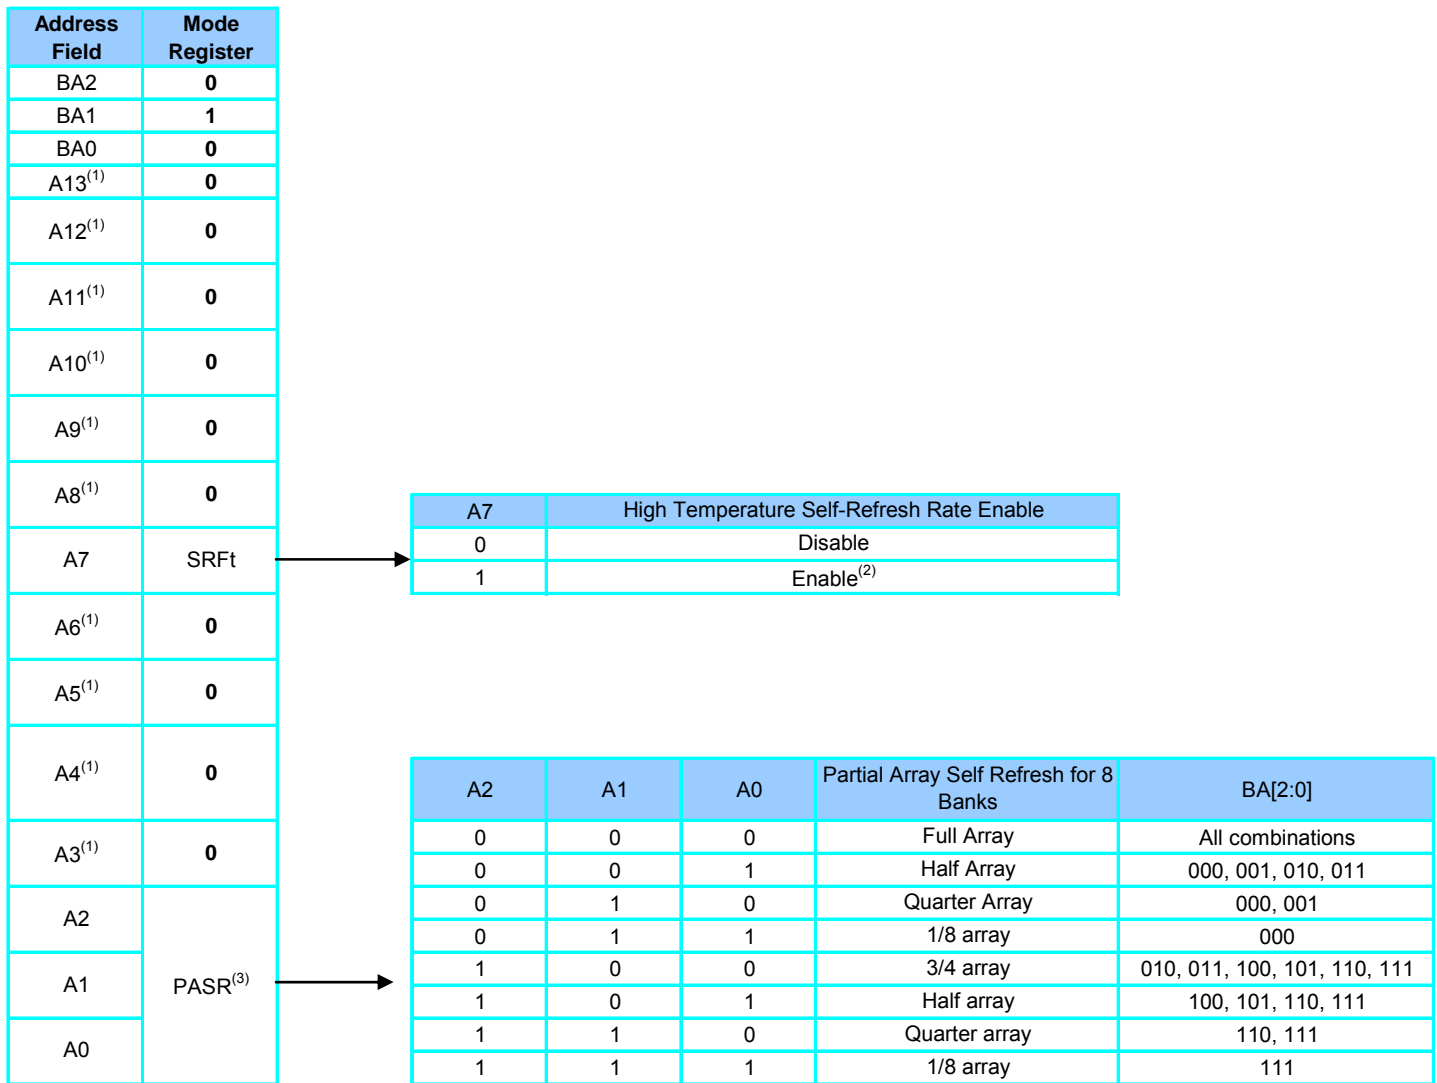 Address Field Mode Register
BA2 0
BA1 1
BA0 0
A13(1) 0
A12(1) 0
A11(1) 0
A10(1) 0
A9(1) 0
A8(1) 0
A7 SRFt
A6(1) 0
A5(1) 0
A4(1) 0
A3(1) 0
A2
A1 PASR(3)
A0
A7 High Temperature Self-Refresh Rate Enable
0 Disable
1 Enable(2)
A2 A1 A0 Partial Array Self Refresh for 8 Banks BA[2:0]
0 0 0 Full Array All combinations
0 0 1 Half Array 000, 001, 010, 011
0 1 0 Quarter Array 000, 001
0 1 1 1/8 array 000
1 0 0 3/4 array 010, 011, 100, 101, 110, 111
1 0 1 Half array 100, 101, 110, 111
1 1 0 Quarter array 110, 111
1 1 1 1/8 array 111